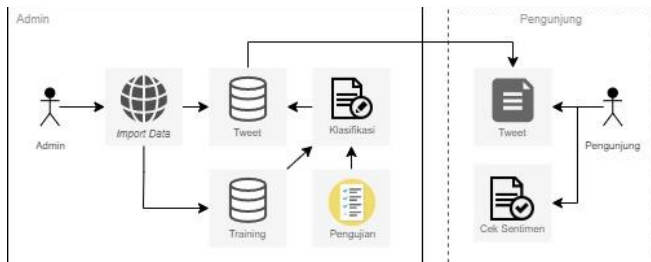 Admin
Pengunjung
Admin
Import Data
Tweet
Klasifikasi
Tweet
Pengunjung
Training
Pengujian
Cek Sentimen